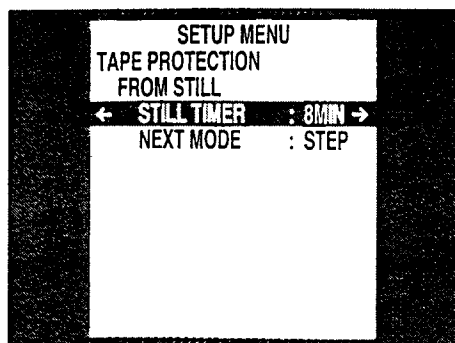 SETUP MENU
TAPE PROTECTION
FROM STILL
← STILL TIMER : 8MIN →
NEXT MODE : STEP